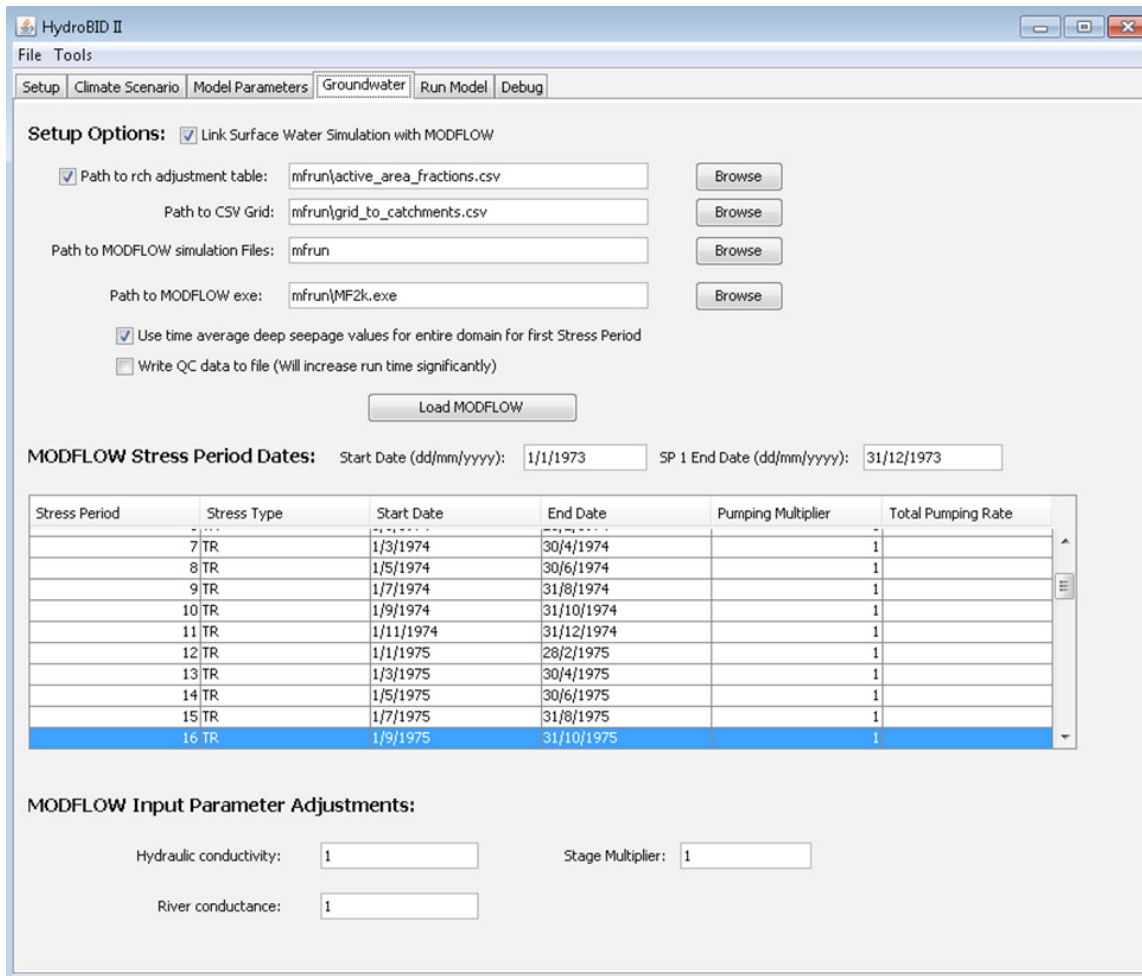 HydroBID II
File Tools
Setup Climate Scenario Model Parameters Groundwater Run Model Debug
Setup Options: Link Surface Water Simulation with MODFLOW
Path to rch adjustment table: mfrun\active_area_fractions.csv Browse
Path to CSV Grid: mfrun\grid_to_catchments.csv Browse
Path to MODFLOW simulation Files: mfrun Browse
Path to MODFLOW exe: mfrun\MF2k.exe Browse
Use time average deep seepage values for entire domain for first Stress Period
Write QC data to file (Will increase run time significantly)
Load MODFLOW
MODFLOW Stress Period Dates: Start Date (dd/mm/yyyy): 1/1/1973 SP 1 End Date (dd/mm/yyyy): 31/12/1973
Stress Period Stress Type Start Date End Date Pumping Multiplier Total Pumping Rate
7 TR 1/3/1974 30/4/1974 1
8 TR 1/5/1974 30/6/1974 1
9 TR 1/7/1974 31/8/1974 1
10 TR 1/9/1974 31/10/1974 1
11 TR 1/11/1974 31/12/1974 1
12 TR 1/1/1975 28/2/1975 1
13 TR 1/3/1975 30/4/1975 1
14 TR 1/5/1975 30/6/1975 1
15 TR 1/7/1975 31/8/1975 1
16 TR 1/9/1975 31/10/1975 1
MODFLOW Input Parameter Adjustments:
Hydraulic conductivity: 1 Stage Multiplier: 1
River conductance: 1